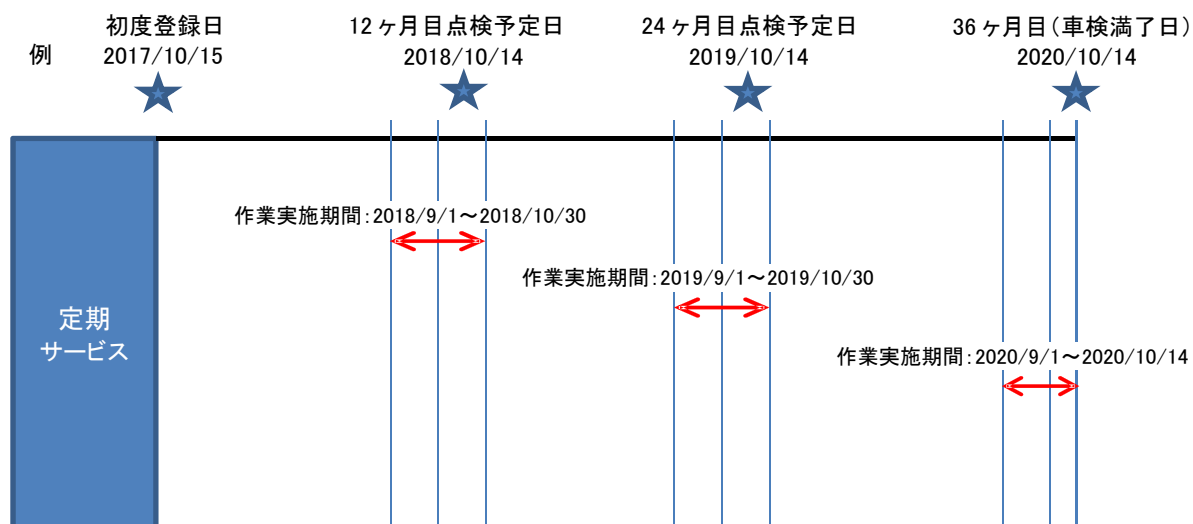 例
初度登録日
2017/10/15
12ヶ月目点検予定日
2018/10/14
24ヶ月目点検予定日
2019/10/14
36ヶ月目(車検満了日)
2020/10/14
作業実施期間:2018/9/1～2018/10/30
作業実施期間:2019/9/1～2019/10/30
作業実施期間:2020/9/1～2020/10/14
定期
サービス